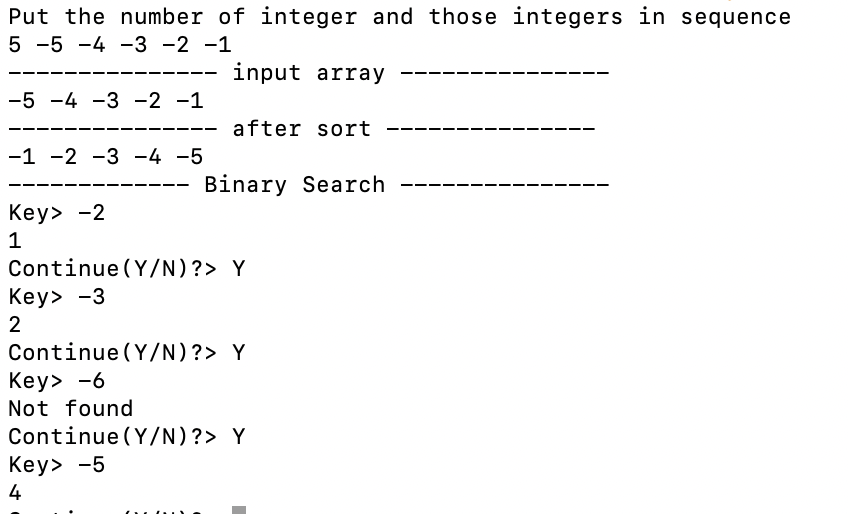 Put the number of integer and those integers in sequence
5 -5 -4 -3 -2 -1
--------------- input array ---------------
-5 -4 -3 -2 -1
--------------- after sort ---------------
-1 -2 -3 -4 -5
------------- Binary Search ---------------
Key> -2
1
Continue(Y/N)?> Y
Key> -3
2
Continue(Y/N)?> Y
Key> -6
Not found
Continue(Y/N)?> Y
Key> -5
4